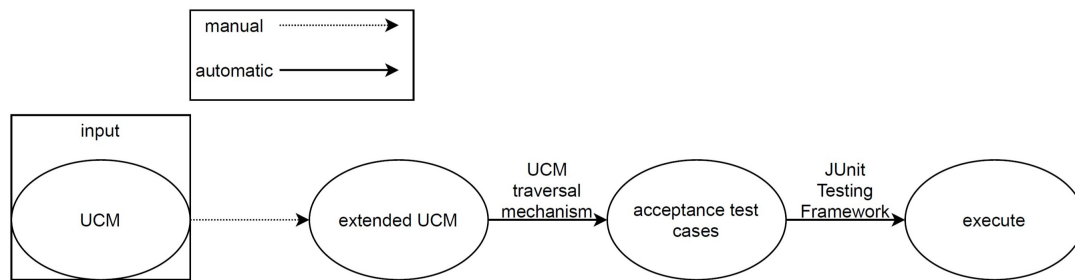 manual
automatic
input
UCM
extended UCM
UCM
traversal
mechanism
acceptance test
cases
JUnit
Testing
Framework
execute